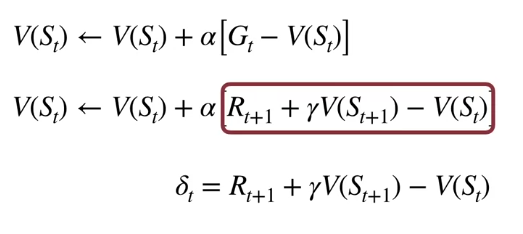 V(S_t) ← V(S_t) + α[G_t − V(S_t)]
V(S_t) ← V(S_t) + α[R_{t+1} + γV(S_{t+1}) − V(S_t)]
δ_t = R_{t+1} + γV(S_{t+1}) − V(S_t)